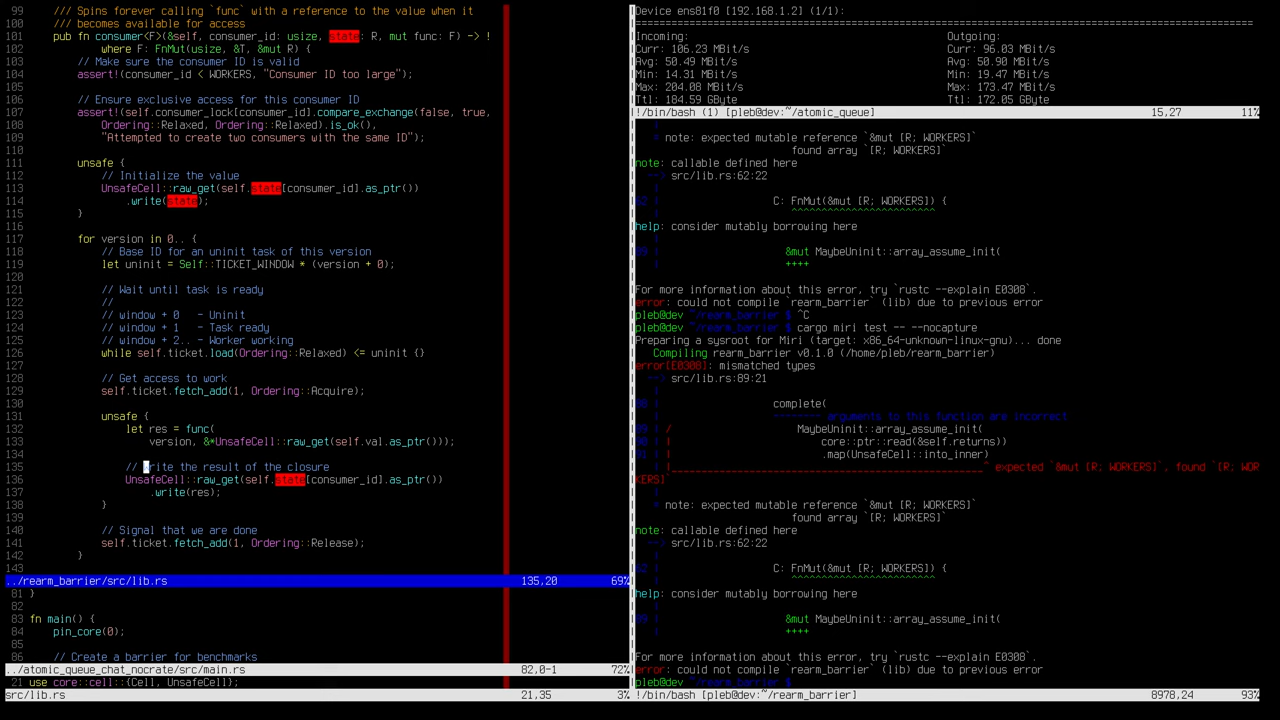 99     /// Spins forever calling `func` with a reference to the value when it
100     /// becomes available for access
101     pub fn consumer<F>(&self, consumer_id: usize, state: R, mut func: F) -> !
102             where F: FnMut(usize, &T, &mut R) {
103         // Make sure the consumer ID is valid
104         assert!(consumer_id < WORKERS, "Consumer ID too large");
105
106         // Ensure exclusive access for this consumer ID
107         assert!(self.consumer_lock[consumer_id].compare_exchange(false, true,
108             Ordering::Relaxed, Ordering::Relaxed).is_ok(),
109             "Attempted to create two consumers with the same ID");
110
111         unsafe {
112             // Initialize the value
113             UnsafeCell::raw_get(self.state[consumer_id].as_ptr())
114                 .write(state);
115         }
116
117         for version in 0.. {
118             // Base ID for an uninit task of this version
119             let uninit = Self::TICKET_WINDOW * (version + 0);
120
121             // Wait until task is ready
122             //
123             // window + 0   - Uninit
124             // window + 1   - Task ready
125             // window + 2.. - Worker working
126             while self.ticket.load(Ordering::Relaxed) <= uninit {}
127
128             // Get access to work
129             self.ticket.fetch_add(1, Ordering::Acquire);
130
131             unsafe {
132                 let res = func(
133                     version, &*UnsafeCell::raw_get(self.val.as_ptr()));
134
135                 // Write the result of the closure
136                 UnsafeCell::raw_get(self.state[consumer_id].as_ptr())
137                     .write(res);
138             }
139
140             // Signal that we are done
141             self.ticket.fetch_add(1, Ordering::Release);
142         }
143
../rearm_barrier/src/lib.rs 135,20 69%
81 }
82
83 fn main() {
84     pin_core(0);
85
86     // Create a barrier for benchmarks
../atomic_queue_chat_nocrate/src/main.rs 82,0-1 72%
21 use core::cell::{Cell, UnsafeCell};
src/lib.rs 21,35 3%
Device ens81f0 [192.168.1.2] (1/1):
Incoming: Outgoing:
Curr: 106.23 MBit/s Curr: 96.03 MBit/s
Avg: 50.49 MBit/s Avg: 50.90 MBit/s
Min: 14.31 MBit/s Min: 19.47 MBit/s
Max: 204.08 MBit/s Max: 173.47 MBit/s
Ttl: 184.59 GByte Ttl: 172.05 GByte
!/bin/bash (1) [pleb@dev:~/atomic_queue] 15,27 11%
= note: expected mutable reference `&mut [R; WORKERS]`
found array `[R; WORKERS]`
note: callable defined here
--> src/lib.rs:62:22
62 | C: FnMut(&mut [R; WORKERS]) {
^^^^^^^^^^^^^^^^^^^^^^^^
help: consider mutably borrowing here
89 | &mut MaybeUninit::array_assume_init(
++++
For more information about this error, try `rustc --explain E0308`.
error: could not compile `rearm_barrier` (lib) due to previous error
pleb@dev ~/rearm_barrier $ ^C
pleb@dev ~/rearm_barrier $ cargo miri test -- --nocapture
Preparing a sysroot for Miri (target: x86_64-unknown-linux-gnu)... done
Compiling rearm_barrier v0.1.0 (/home/pleb/rearm_barrier)
error[E0308]: mismatched types
--> src/lib.rs:89:21
88 | complete(
| -------- arguments to this function are incorrect
89 | / MaybeUninit::array_assume_init(
90 | | core::ptr::read(&self.returns))
91 | | .map(UnsafeCell::into_inner)
| |_____^ expected `&mut [R; WORKERS]`, found `[R; WOR
KERS]`
= note: expected mutable reference `&mut [R; WORKERS]`
found array `[R; WORKERS]`
note: callable defined here
--> src/lib.rs:62:22
62 | C: FnMut(&mut [R; WORKERS]) {
^^^^^^^^^^^^^^^^^^^^^^^^
help: consider mutably borrowing here
89 | &mut MaybeUninit::array_assume_init(
++++
For more information about this error, try `rustc --explain E0308`.
error: could not compile `rearm_barrier` (lib) due to previous error
pleb@dev ~/rearm_barrier $
!/bin/bash [pleb@dev:~/rearm_barrier] 8978,24 93%